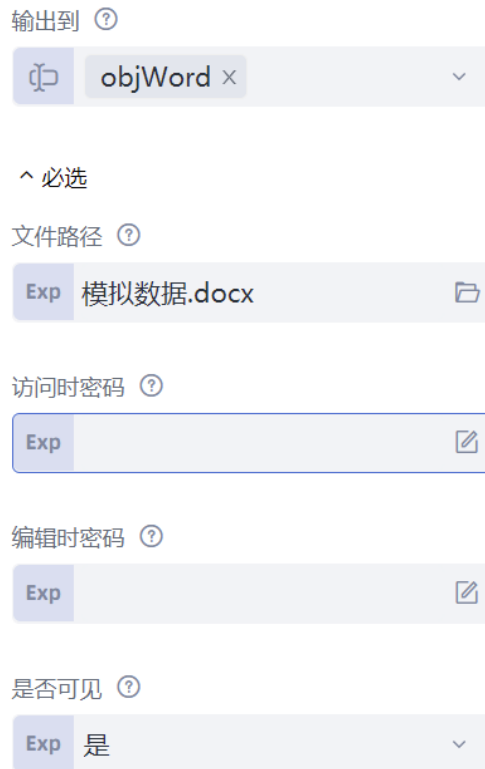 输出到
objWord
必选
文件路径
Exp 模拟数据.docx
访问时密码
Exp
编辑时密码
Exp
是否可见
Exp 是